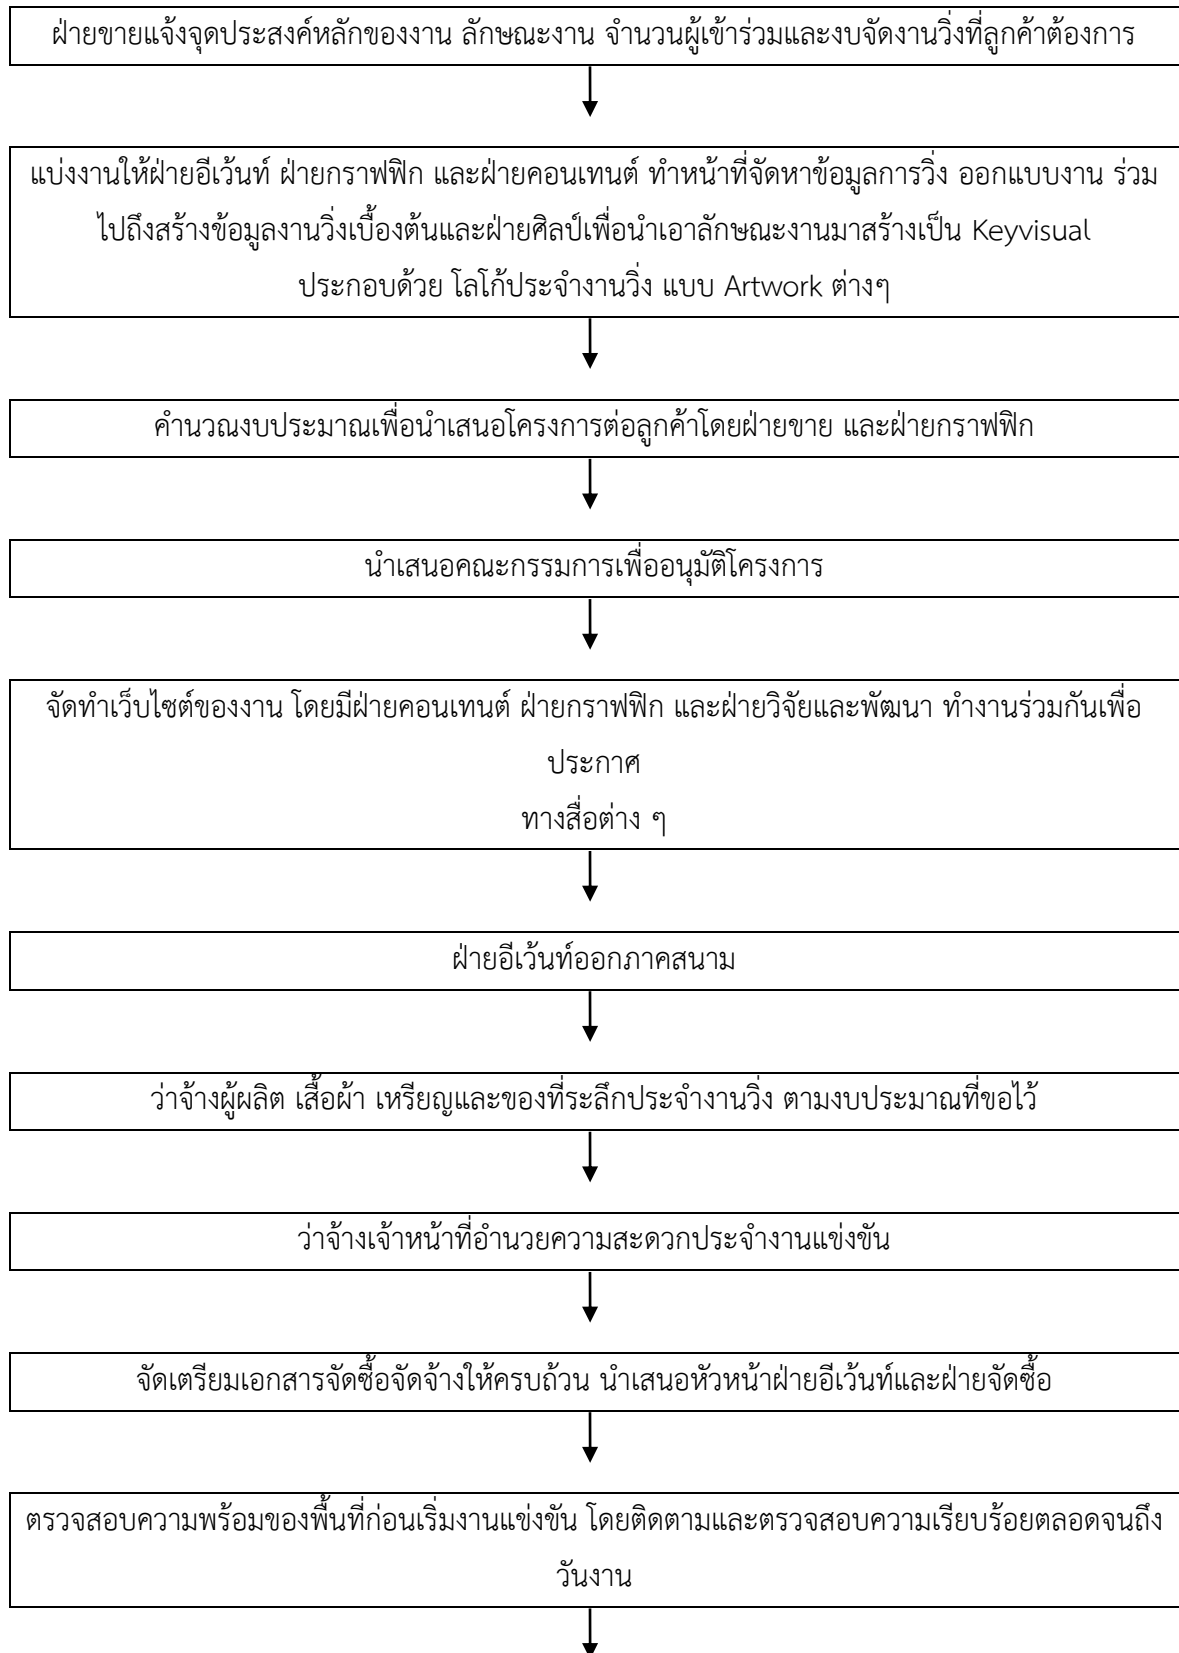 ฝ่ายขายแจ้งจุดประสงค์หลักของงาน ลักษณะงาน จำนวนผู้เข้าร่วมและงบจัดงานวิ่งที่ลูกค้าต้องการ
แบ่งงานให้ฝ่ายอีเว้นท์ ฝ่ายกราฟฟิก และฝ่ายคอนเทนต์ ทำหน้าที่จัดหาข้อมูลการวิ่ง ออกแบบงาน ร่วม
ไปถึงสร้างข้อมูลงานวิ่งเบื้องต้นและฝ่ายศิลป์เพื่อนำเอาลักษณะงานมาสร้างเป็น Keyvisual
ประกอบด้วย โลโก้ประจำงานวิ่ง แบบ Artwork ต่างๆ
คำนวณงบประมาณเพื่อนำเสนอโครงการต่อลูกค้าโดยฝ่ายขาย และฝ่ายกราฟฟิก
นำเสนอคณะกรรมการเพื่ออนุมัติโครงการ
จัดทำเว็บไซต์ของงาน โดยมีฝ่ายคอนเทนต์ ฝ่ายกราฟฟิก และฝ่ายวิจัยและพัฒนา ทำงานร่วมกันเพื่อ
ประกาศ
ทางสื่อต่าง ๆ
ฝ่ายอีเว้นท์ออกภาคสนาม
ว่าจ้างผู้ผลิต เสื้อผ้า เหรียญและของที่ระลึกประจำงานวิ่ง ตามงบประมาณที่ขอไว้
ว่าจ้างเจ้าหน้าที่อำนวยความสะดวกประจำงานแข่งขัน
จัดเตรียมเอกสารจัดซื้อจัดจ้างให้ครบถ้วน นำเสนอหัวหน้าฝ่ายอีเว้นท์และฝ่ายจัดซื้อ
ตรวจสอบความพร้อมของพื้นที่ก่อนเริ่มงานแข่งขัน โดยติดตามและตรวจสอบความเรียบร้อยตลอดจนถึง
วันงาน